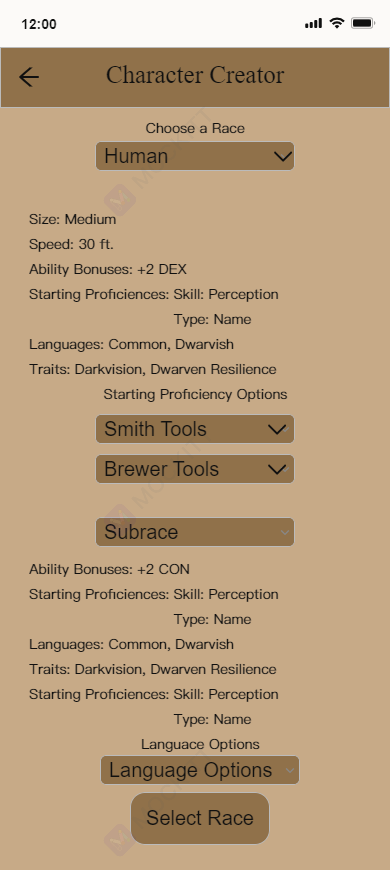 12:00
Character Creator
Choose a Race
Human
Size: Medium
Speed: 30 ft.
Ability Bonuses: +2 DEX
Starting Proficiences: Skill: Perception
Type: Name
Languages: Common, Dwarvish
Traits: Darkvision, Dwarven Resilience
Starting Proficiency Options
Smith Tools
Brewer Tools
Subrace
Ability Bonuses: +2 CON
Starting Proficiences: Skill: Perception
Type: Name
Languages: Common, Dwarvish
Traits: Darkvision, Dwarven Resilience
Starting Proficiences: Skill: Perception
Type: Name
Languace Options
Language Options
Select Race